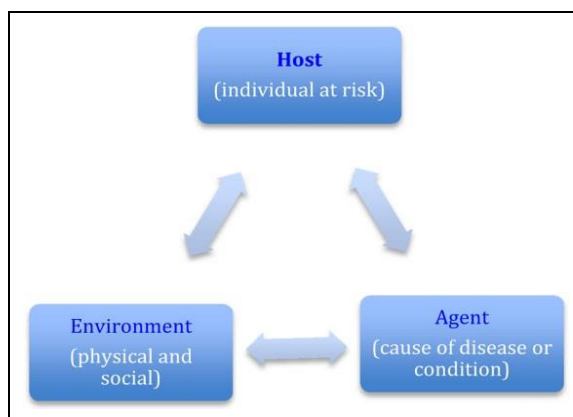 Host
(individual at risk)
Environment
(physical and
social)
Agent
(cause of disease or
condition)